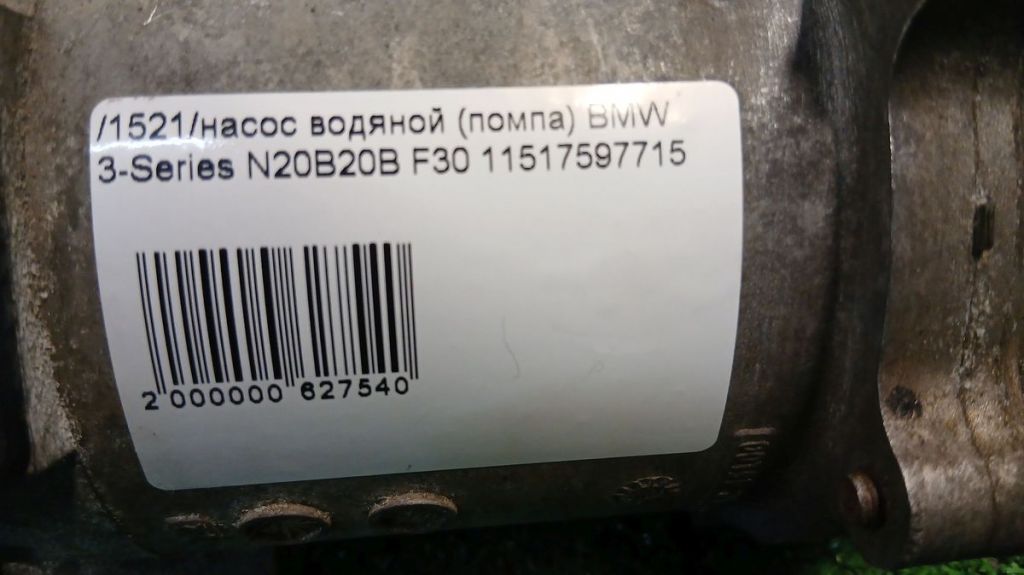 /1521/насос водяной (помпа) BMW
3-Series N20B20B F30 11517597715
2 000000 627540